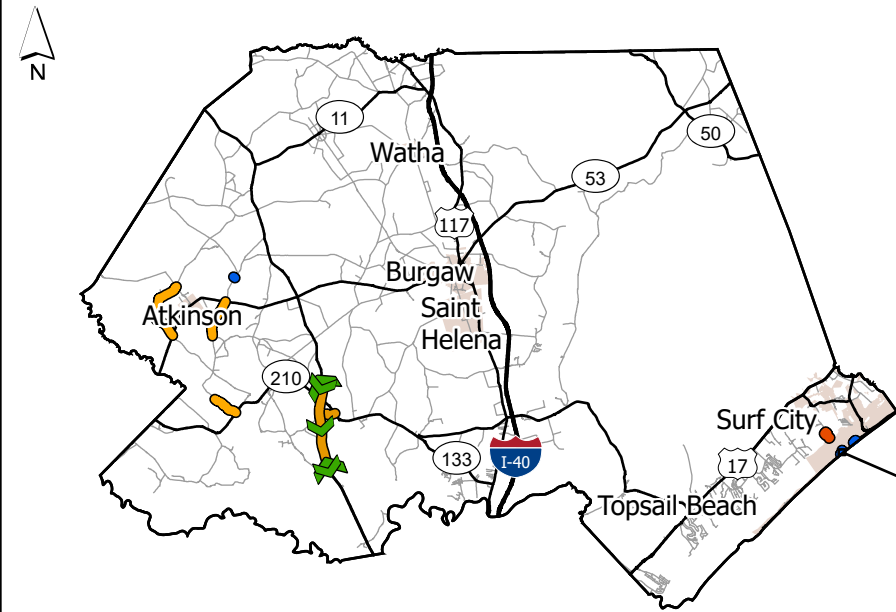 N
11
50
Watha
53
117
Burgaw
Atkinson
Saint
Helena
210
Surf City
133
I-40
17
Topsail Beach